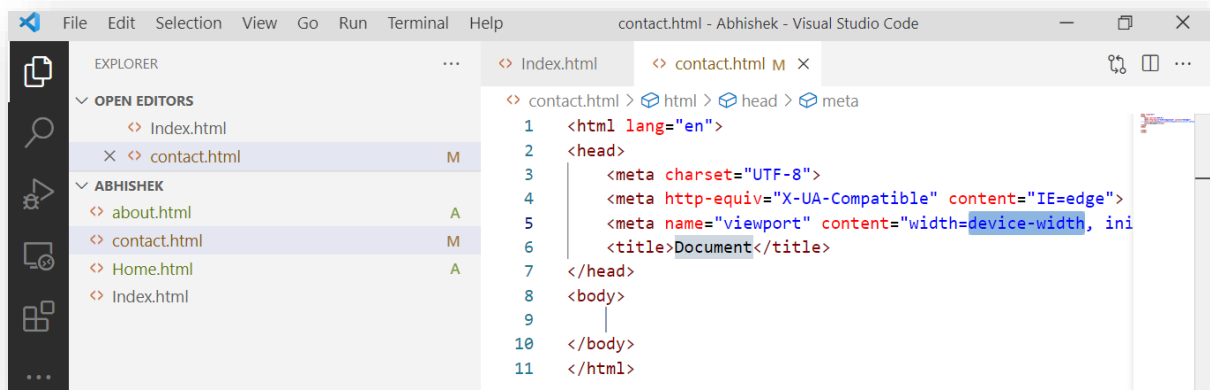 File Edit Selection View Go Run Terminal Help contact.html - Abhishek - Visual Studio Code
EXPLORER
OPEN EDITORS
Index.html
contact.html M
ABHISHEK
about.html A
contact.html M
Home.html A
Index.html
Index.html contact.html M
contact.html > html > head > meta
1 <html lang="en">
2 <head>
3     <meta charset="UTF-8">
4     <meta http-equiv="X-UA-Compatible" content="IE=edge">
5     <meta name="viewport" content="width=device-width, ini
6     <title>Document</title>
7 </head>
8 <body>
9
10 </body>
11 </html>